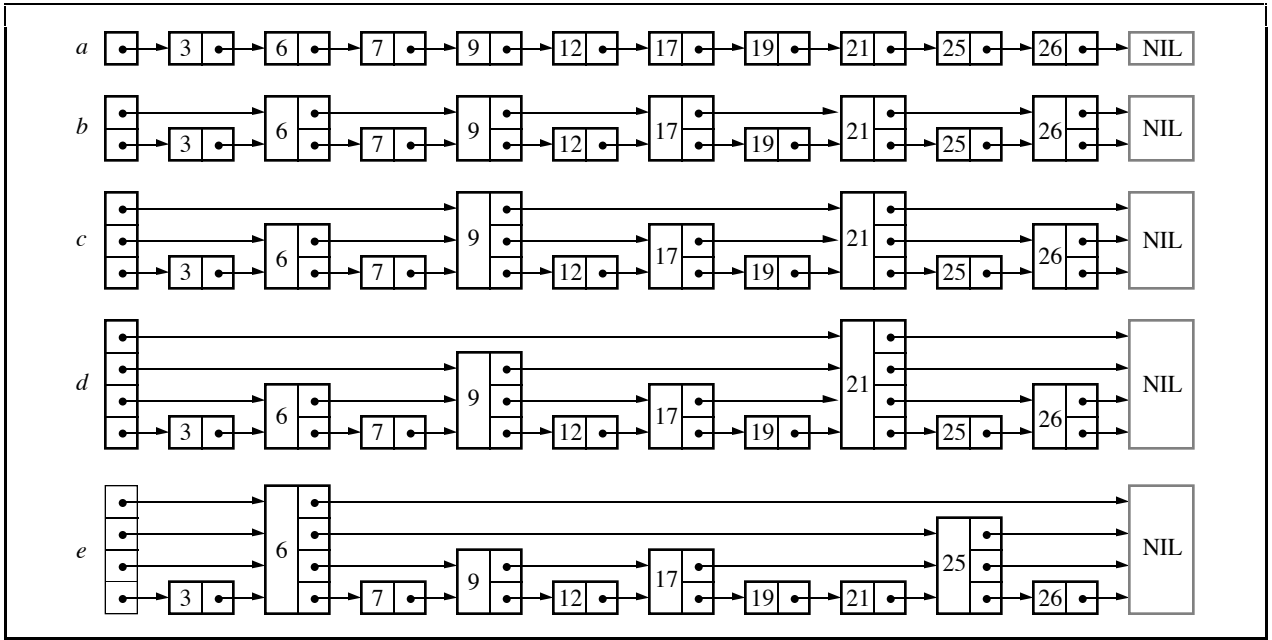 a 3 6 7 9 12 17 19 21 25 26 NIL
b 3 6 7 9 12 17 19 21 25 26 NIL
c 3 6 7 9 12 17 19 21 25 26 NIL
d 3 6 7 9 12 17 19 21 25 26 NIL
e 3 6 7 9 12 17 19 21 25 26 NIL